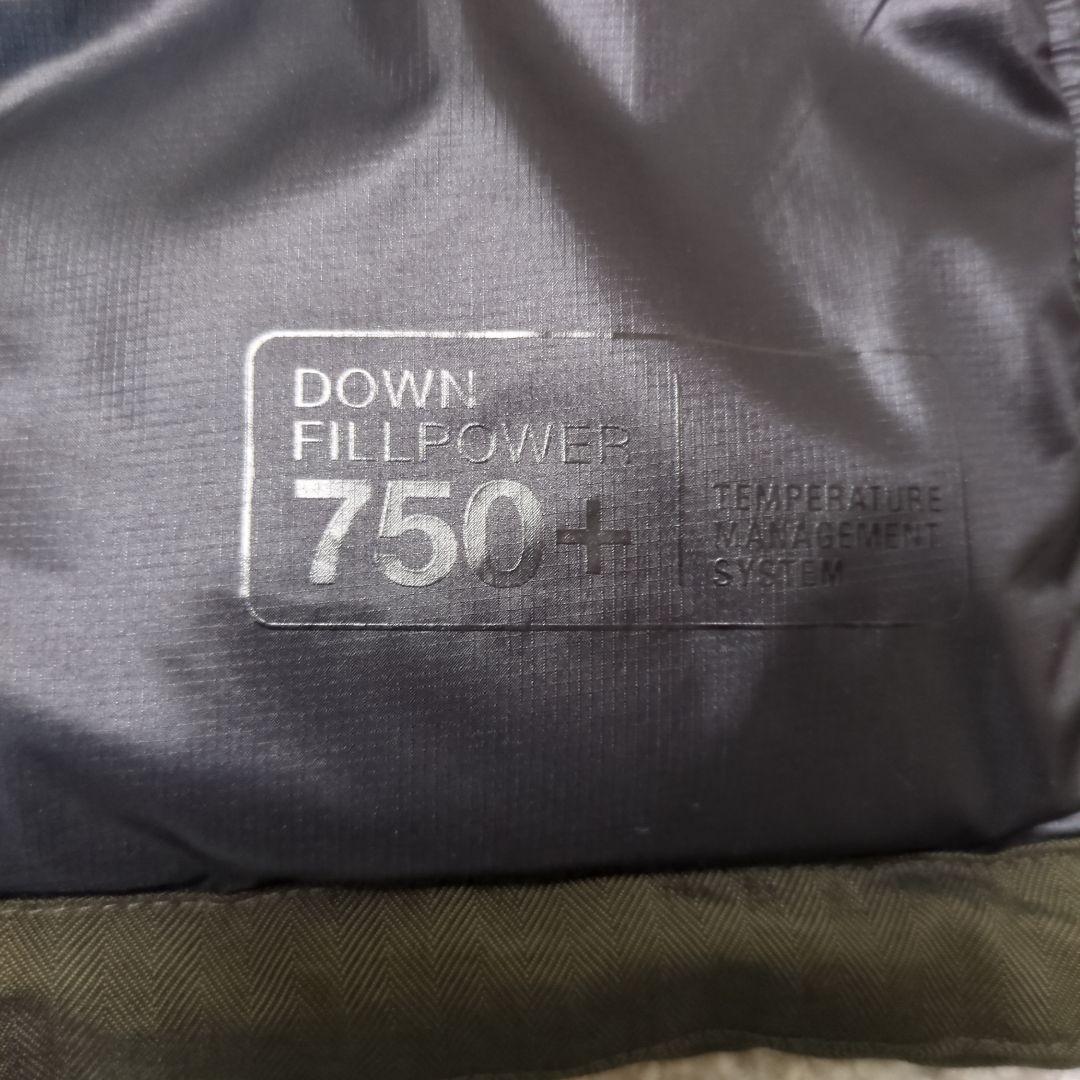 DOWN
FILLPOWER
750+
TEMPERATURE
MANAGEMENT
SYSTEM